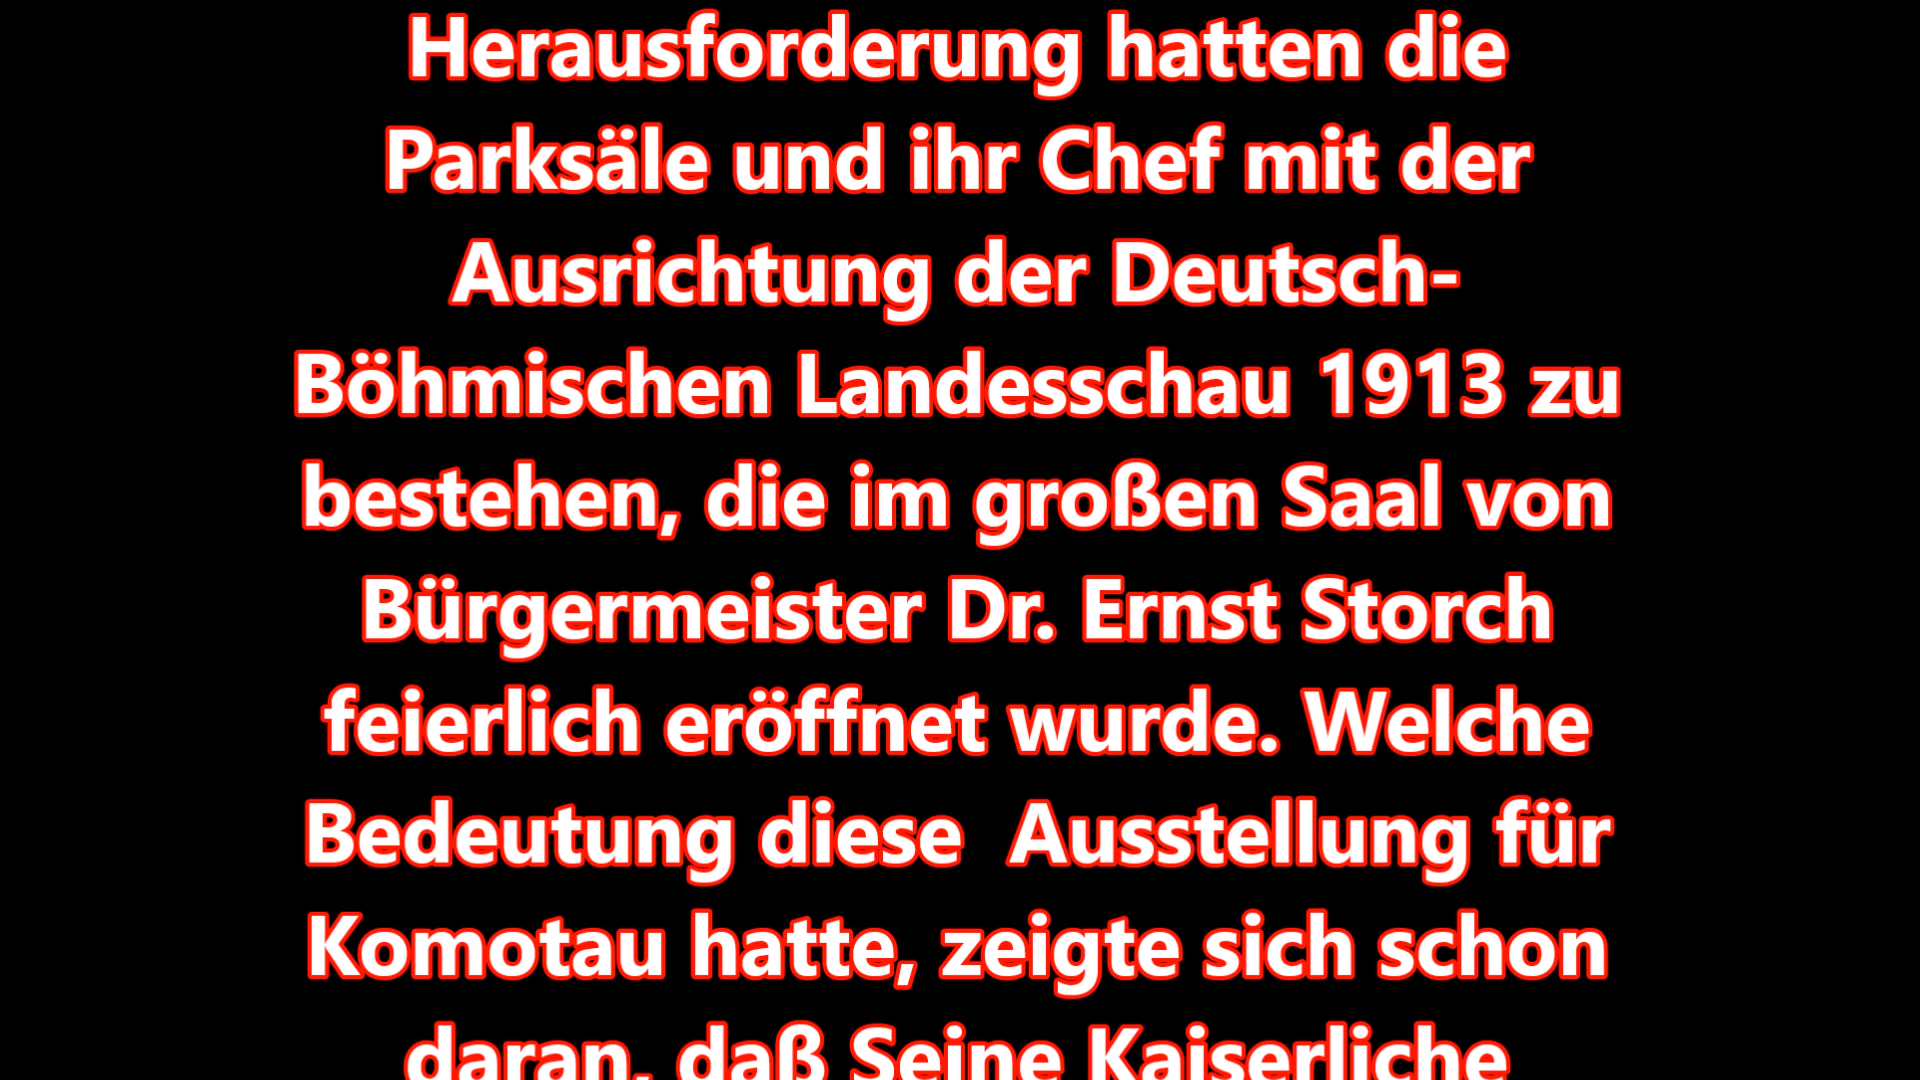 Herausforderung hatten die
Parksäle und ihr Chef mit der
Ausrichtung der Deutsch-
Böhmischen Landesschau 1913 zu
bestehen, die im großen Saal von
Bürgermeister Dr. Ernst Storch
feierlich eröffnet wurde. Welche
Bedeutung diese  Ausstellung für
Komotau hatte, zeigte sich schon
daran, daß Seine Kaiserliche